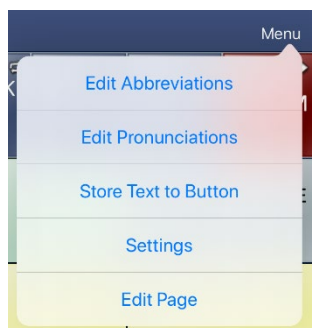 Menu
Edit Abbreviations
Edit Pronunciations
Store Text to Button
Settings
Edit Page